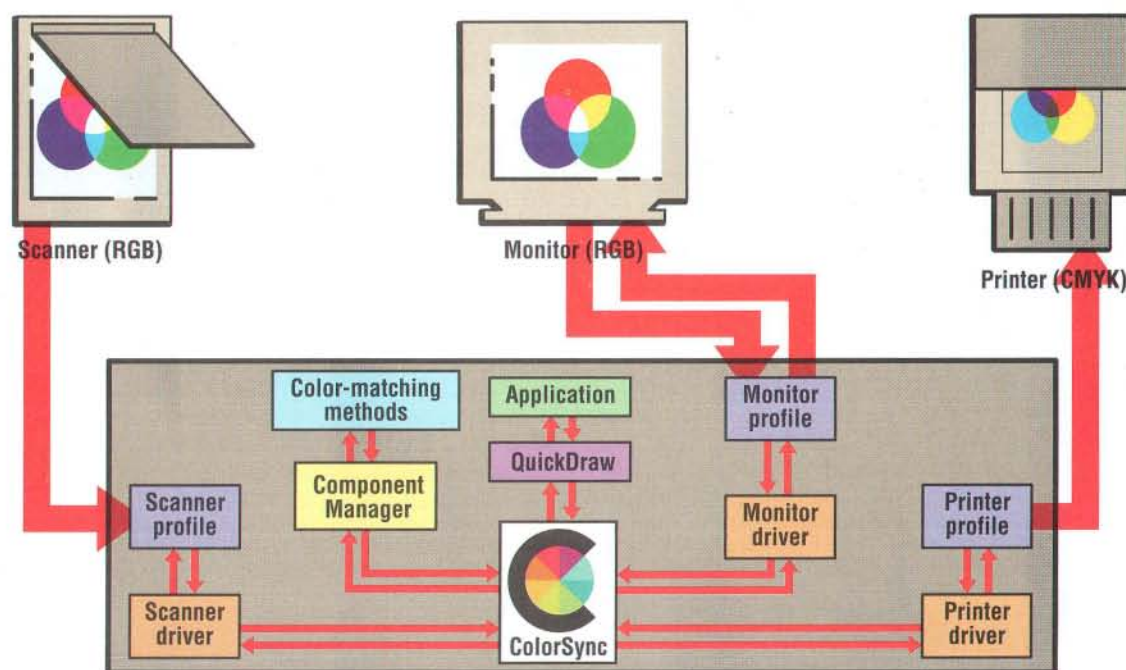 Scanner (RGB)
Monitor (RGB)
Printer (CMYK)
Color-matching
methods
Application
Monitor
profile
QuickDraw
Component
Manager
Scanner
profile
Monitor
driver
Printer
profile
Scanner
driver
ColorSync
Printer
driver